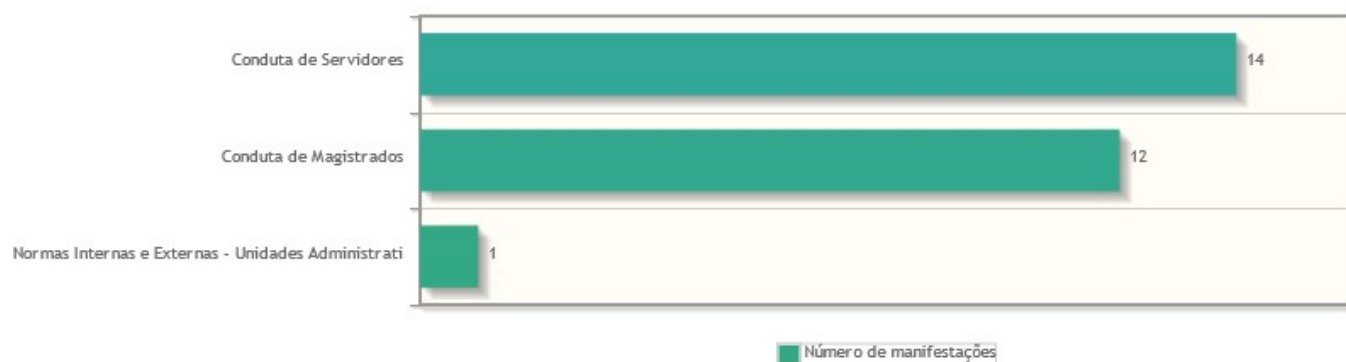 Conduta de Servidores
14
Conduta de Magistrados
12
Normas Internas e Externas - Unidades Administrati
1
Número de manifestações